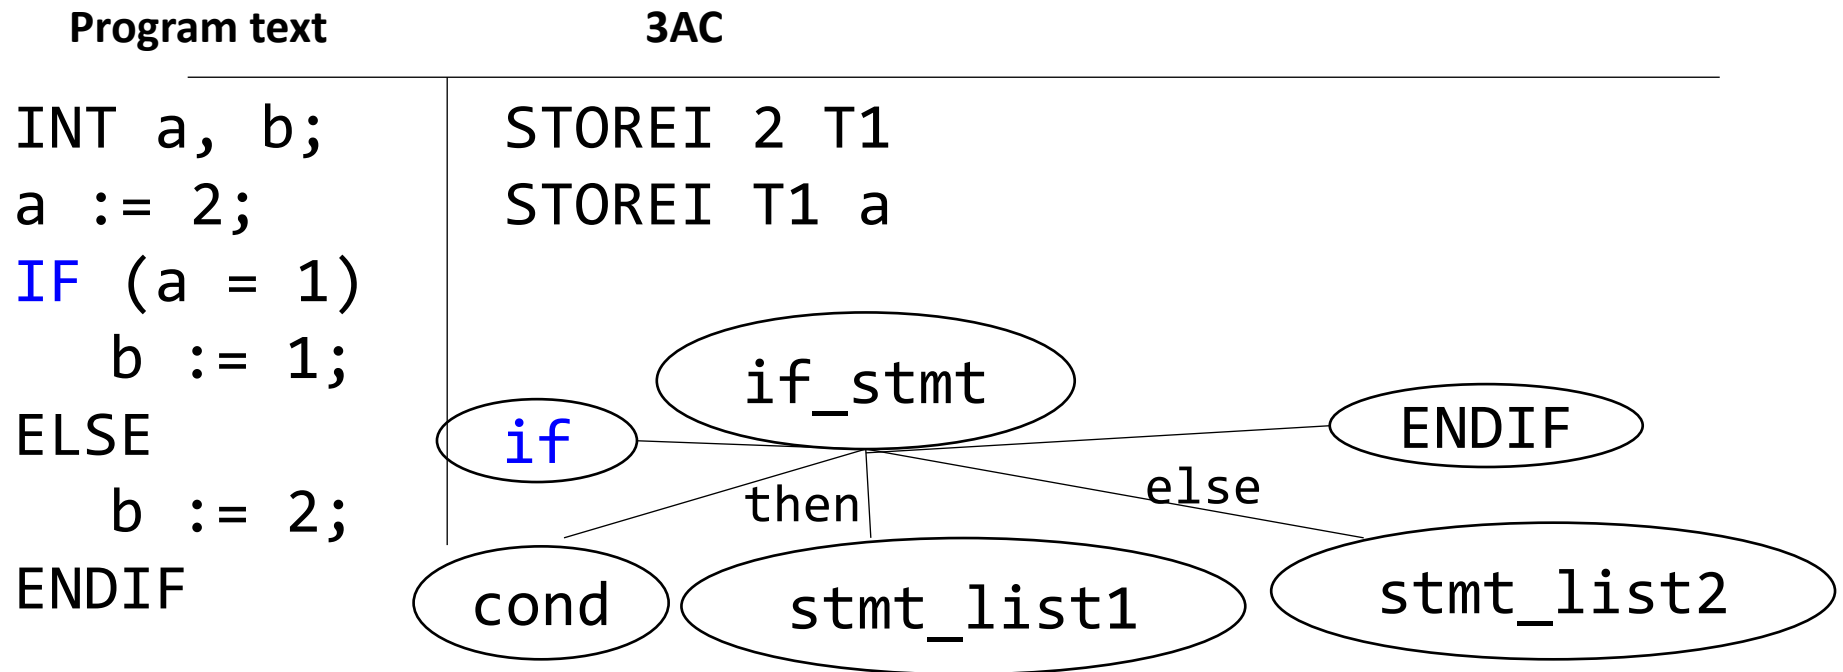 Program text 3AC
INT a, b; STOREI 2 T1
a := 2; STOREI T1 a
IF (a = 1)
b := 1;
if_stmt
ELSE
if
ENDIF
then
else
b := 2;
ENDIF
cond
stmt_list1
stmt_list2